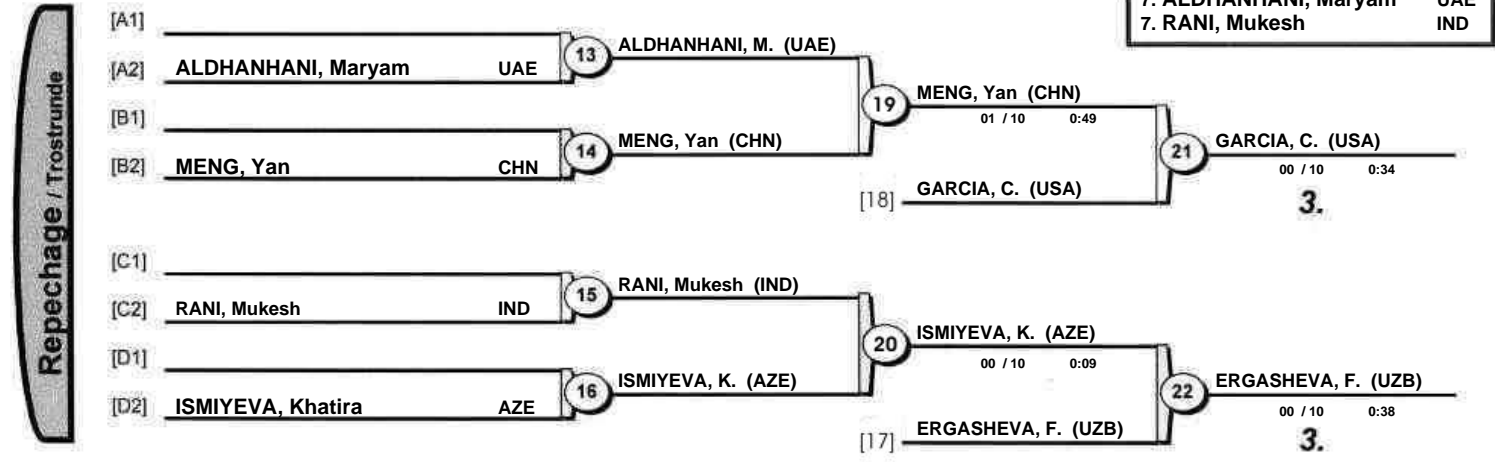 7. ALDHANHANI, Maryam UAE
7. RANI, Mukesh IND
Repechage / Trostrunde
[A1]
[A2] ALDHANHANI, Maryam UAE
13
ALDHANHANI, M. (UAE)
[B1]
[B2] MENG, Yan CHN
14
MENG, Yan (CHN)
19
MENG, Yan (CHN)
01 / 10 0:49
[18] GARCIA, C. (USA)
21
GARCIA, C. (USA)
00 / 10 0:34
3.
[C1]
[C2] RANI, Mukesh IND
15
RANI, Mukesh (IND)
[D1]
[D2] ISMIYEVA, Khatira AZE
16
ISMIYEVA, K. (AZE)
20
ISMIYEVA, K. (AZE)
00 / 10 0:09
[17] ERGASHEVA, F. (UZB)
22
ERGASHEVA, F. (UZB)
00 / 10 0:38
3.